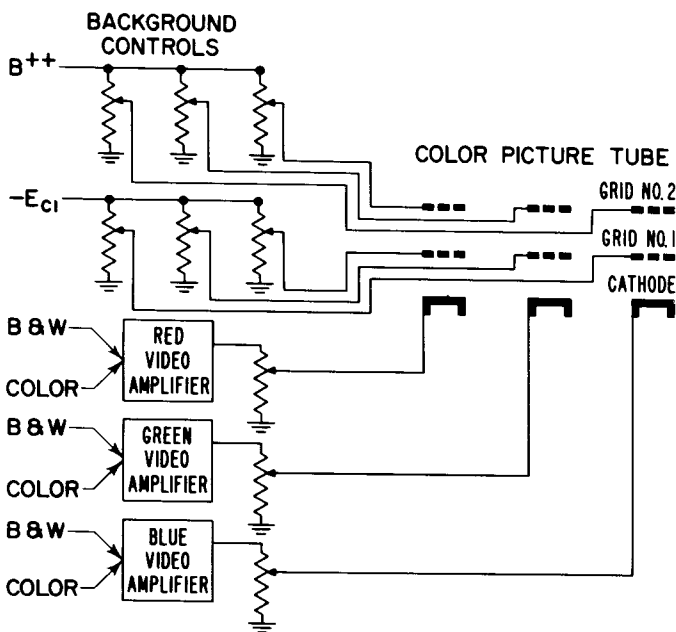 BACKGROUND
CONTROLS
B++
COLOR PICTURE TUBE
GRID NO. 2
-EC1
GRID NO. 1
CATHODE
B & W
COLOR
RED
VIDEO
AMPLIFIER
B & W
COLOR
GREEN
VIDEO
AMPLIFIER
B & W
COLOR
BLUE
VIDEO
AMPLIFIER